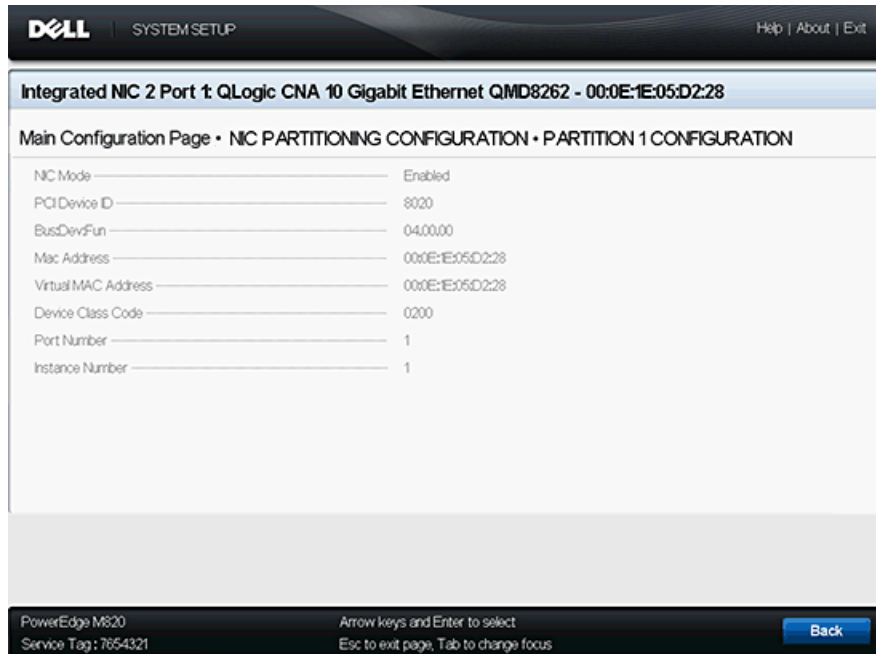 DELL SYSTEM SETUP Help | About | Exit
Integrated NIC 2 Port 1: QLogic CNA 10 Gigabit Ethernet QMD8262 - 00:0E:1E:05:D2:28
Main Configuration Page • NIC PARTITIONING CONFIGURATION • PARTITION 1 CONFIGURATION
NIC Mode Enabled
PCI Device ID 8020
Bus:Dev:Fun 04:00:00
Mac Address 00:0E:1E:05:D2:28
Virtual MAC Address 00:0E:1E:05:D2:28
Device Class Code 0200
Port Number 1
Instance Number 1
PowerEdge M820 Arrow keys and Enter to select
Service Tag : 7654321 Esc to exit page, Tab to change focus
Back